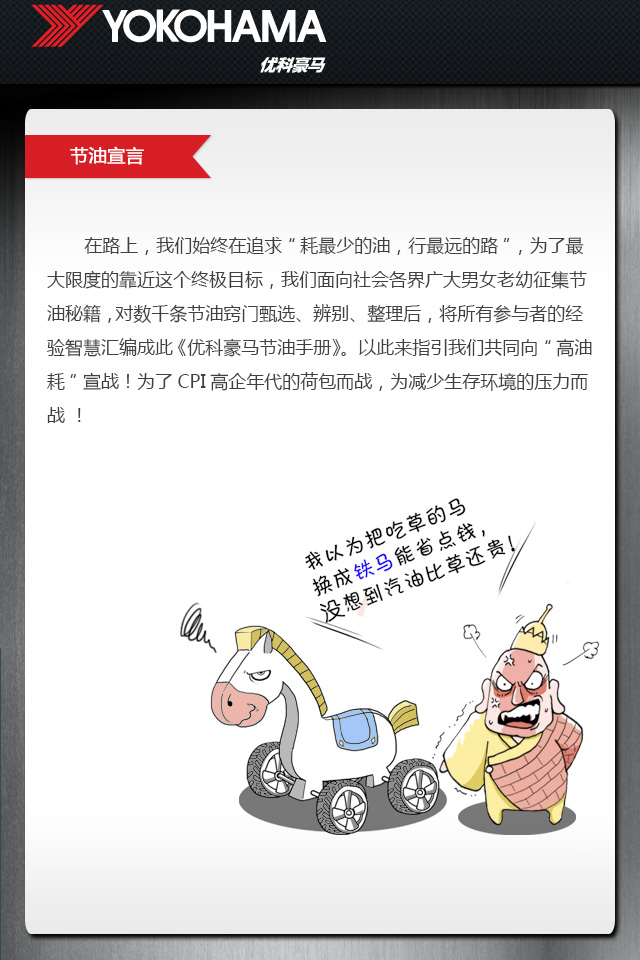 YOKOHAMA
优科豪马
节油宣言
在路上，我们始终在追求“耗最少的油，行最远的路”，为了最
大限度的靠近这个终极目标，我们面向社会各界广大男女老幼征集节
油秘籍，对数千条节油窍门甄选、辨别、整理后，将所有参与者的经
验智慧汇编成此《优科豪马节油手册》。以此来指引我们共同向“高油
耗”宣战！为了 CPI 高企年代的荷包而战，为减少生存环境的压力而
战 ！
我以为把吃草的马
换成铁马能省点钱，
没想到汽油比草还贵！